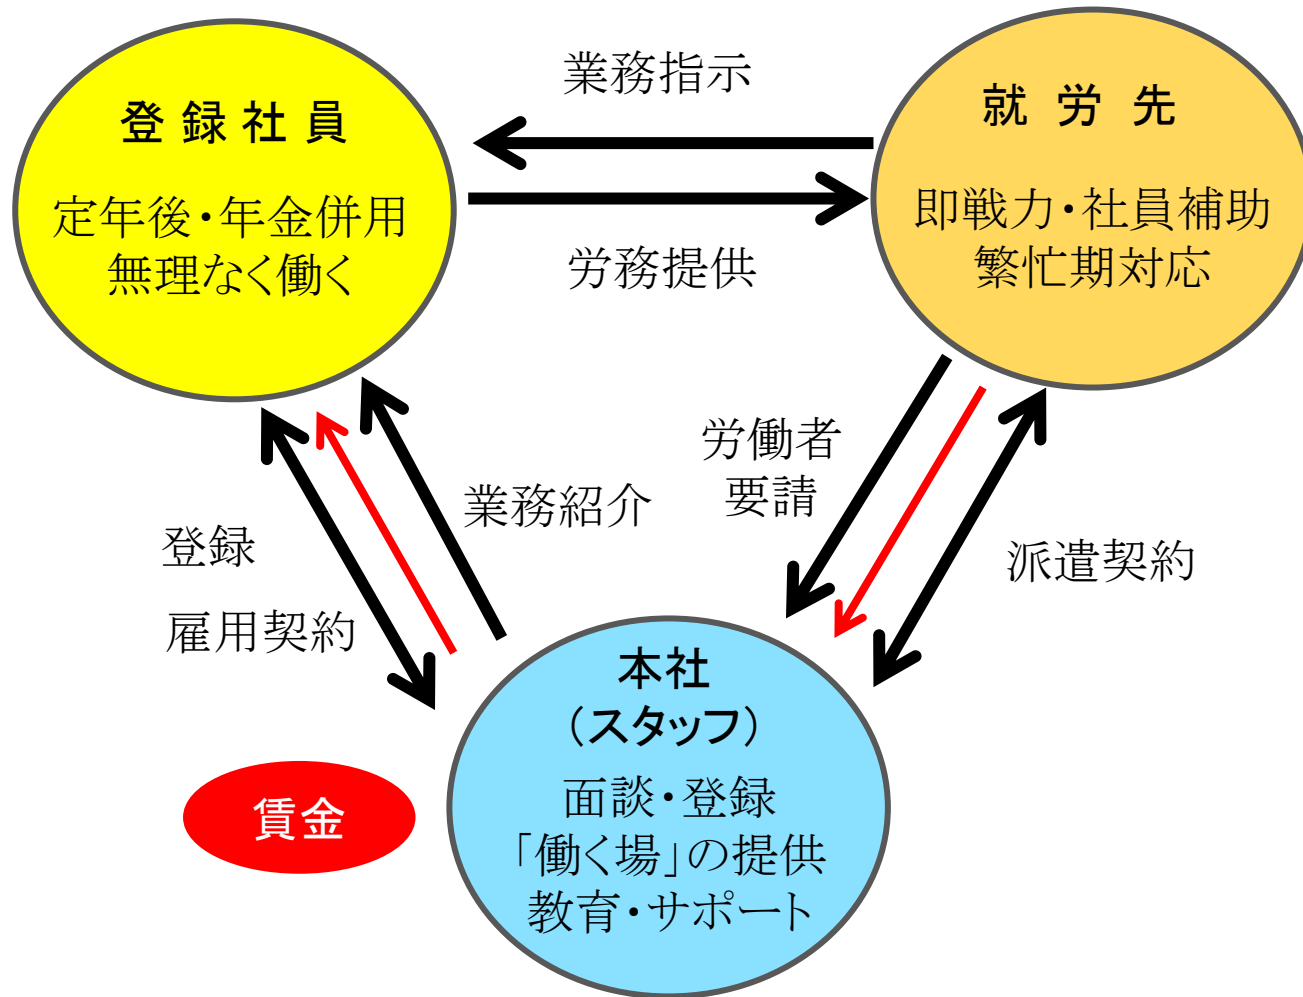 業務指示
登録社員
就労先
定年後・年金併用
無理なく働く
即戦力・社員補助
繁忙期対応
労務提供
労働者
要請
業務紹介
登録
雇用契約
派遣契約
本社
（スタッフ）
面談・登録
「働く場」の提供
教育・サポート
賃金